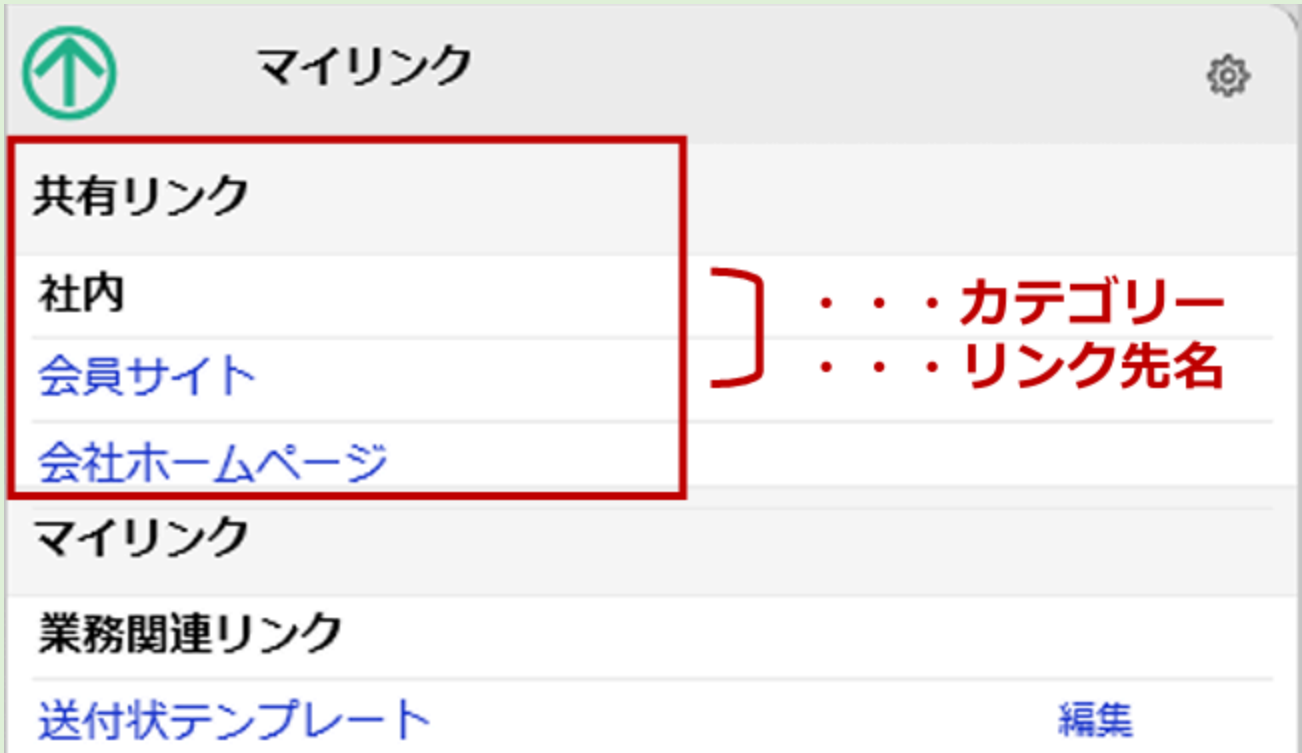 マイリンク
共有リンク
社内
・・・カテゴリー
会員サイト
・・・リンク先名
会社ホームページ
マイリンク
業務関連リンク
送付状テンプレート 編集